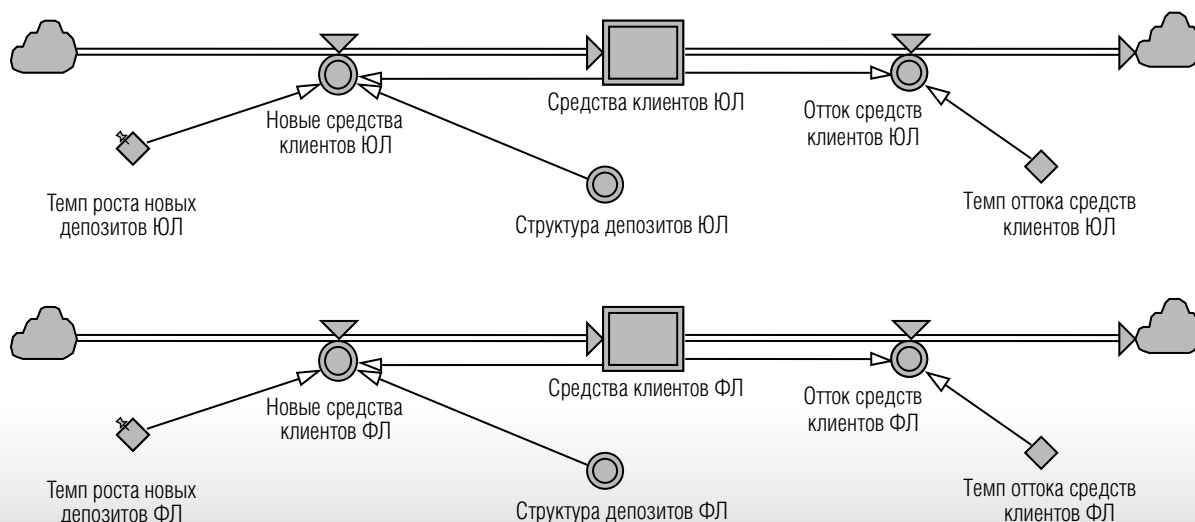 Средства клиентов ЮЛ
Новые средства
клиентов ЮЛ
Отток средств
клиентов ЮЛ
Темп роста новых
депозитов ЮЛ
Структура депозитов ЮЛ
Темп оттока средств
клиентов ЮЛ
Средства клиентов ФЛ
Новые средства
клиентов ФЛ
Отток средств
клиентов ФЛ
Темп роста новых
депозитов ФЛ
Структура депозитов ФЛ
Темп оттока средств
клиентов ФЛ